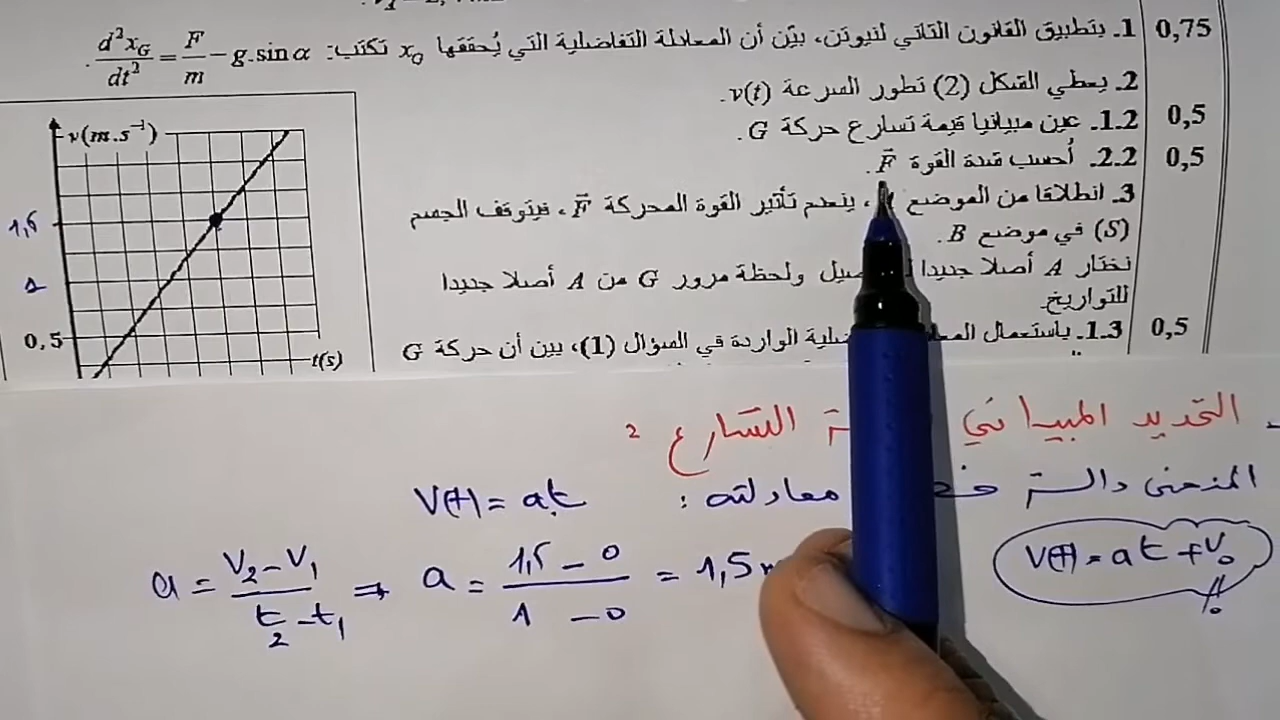 0,75 1. بتطبيق القانون الثاني لنيوتن، بيّن أن المعادلة التفاضلية التي يُحققها x_G تكتب: d²x_G/dt² = F/m − g.sinα.
2. يعطي الشكل (2) تطور السرعة v(t).
0,5 1.2. عين مبيانيا قيمة تسارع حركة G.
0,5 2.2. أحسب شدة القوة F⃗.
3. انطلاقا من الموضع ، ينعدم تأثير القوة المحركة F⃗، فيتوقف الجسم
(S) في موضع B.
نختار A أصلا جديدا ولحظة مرور G من A أصلا جديدا
للتواريخ.
0,5 1.3. باستعمال الواردة في السؤال (1)، بين أن حركة G
v(m.s⁻¹)
1,5
1
0,5
t(s)
التحديد المبياني التسارع :
المنحنى دالة معادلته : V(t) = a.t
V(t) = at + V₀
0
a = (V₂ − V₁)/(t₂ − t₁) ⇒ a = (1,5 − 0)/(1 − 0) = 1,5